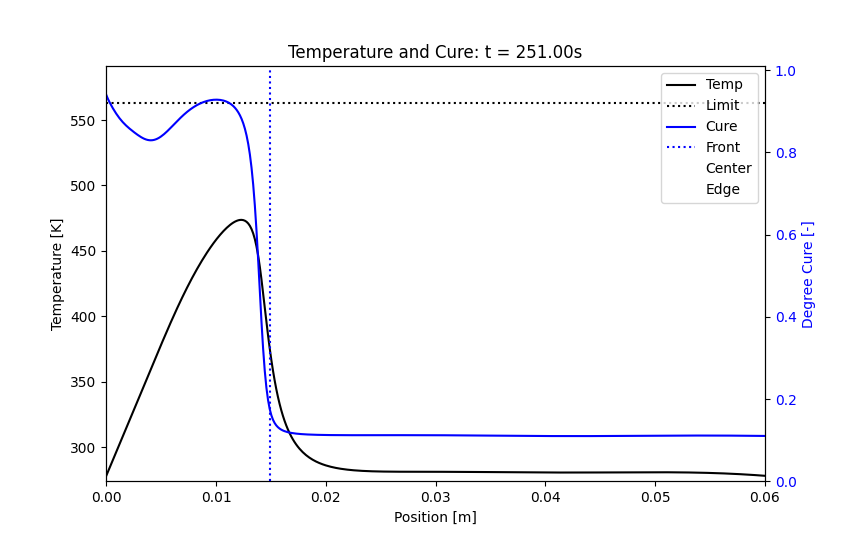 Temperature and Cure: t = 251.00s
Temp
Limit
Cure
Front
Center
Edge
Temperature [K]
550
500
450
400
350
300
Degree Cure [-]
1.0
0.8
0.6
0.4
0.2
0.0
0.00 0.01 0.02 0.03 0.04 0.05 0.06
Position [m]